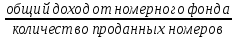 общий доход от номерного фонда
количество проданных номеров